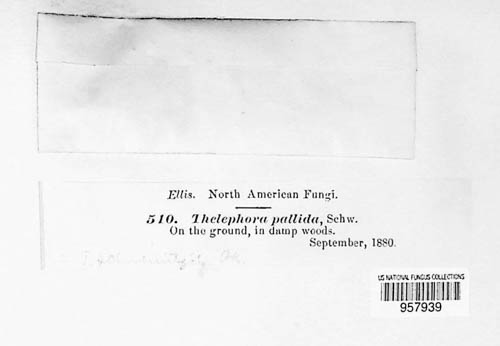 Ellis. North American Fungi.
510. Thelephora pallida, Schw.
On the ground, in damp woods.
September, 1880.
US NATIONAL FUNGUS COLLECTIONS
957939